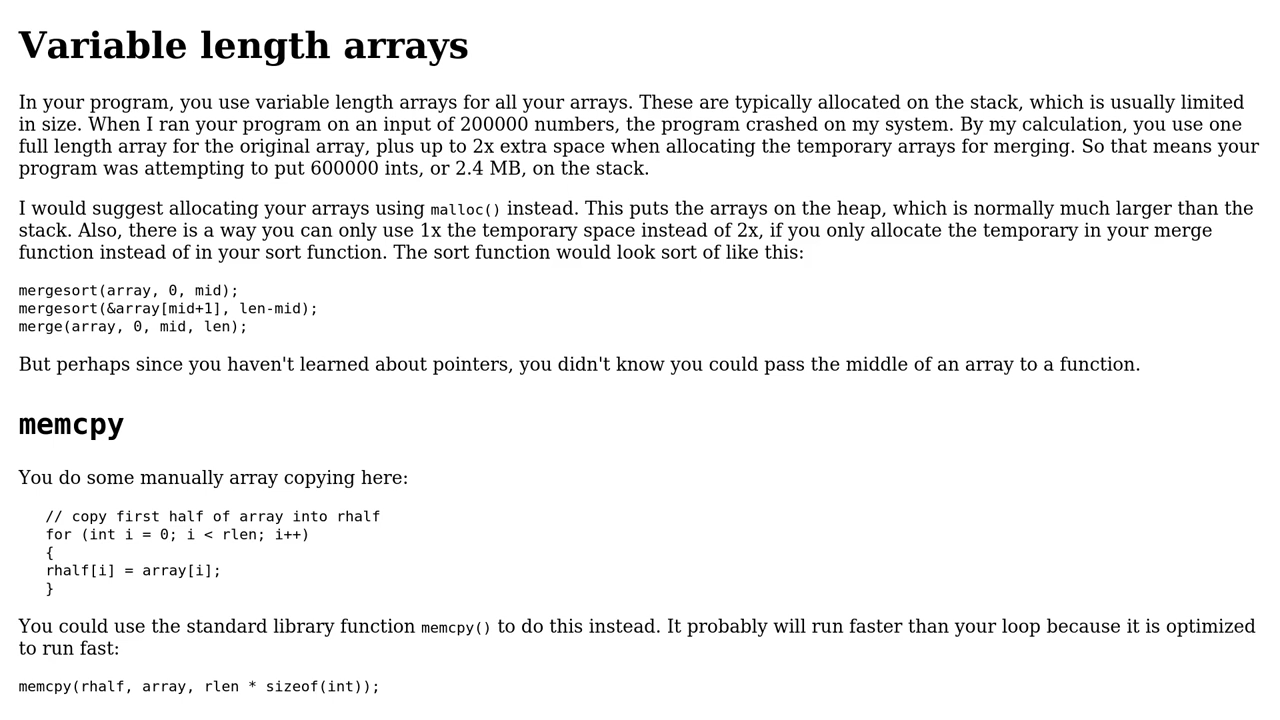 Variable length arrays
In your program, you use variable length arrays for all your arrays. These are typically allocated on the stack, which is usually limited
in size. When I ran your program on an input of 200000 numbers, the program crashed on my system. By my calculation, you use one
full length array for the original array, plus up to 2x extra space when allocating the temporary arrays for merging. So that means your
program was attempting to put 600000 ints, or 2.4 MB, on the stack.
I would suggest allocating your arrays using malloc() instead. This puts the arrays on the heap, which is normally much larger than the
stack. Also, there is a way you can only use 1x the temporary space instead of 2x, if you only allocate the temporary in your merge
function instead of in your sort function. The sort function would look sort of like this:
mergesort(array, 0, mid);
mergesort(&array[mid+1], len-mid);
merge(array, 0, mid, len);
But perhaps since you haven't learned about pointers, you didn't know you could pass the middle of an array to a function.
memcpy
You do some manually array copying here:
// copy first half of array into rhalf
for (int i = 0; i < rlen; i++)
{
rhalf[i] = array[i];
}
You could use the standard library function memcpy() to do this instead. It probably will run faster than your loop because it is optimized
to run fast:
memcpy(rhalf, array, rlen * sizeof(int));